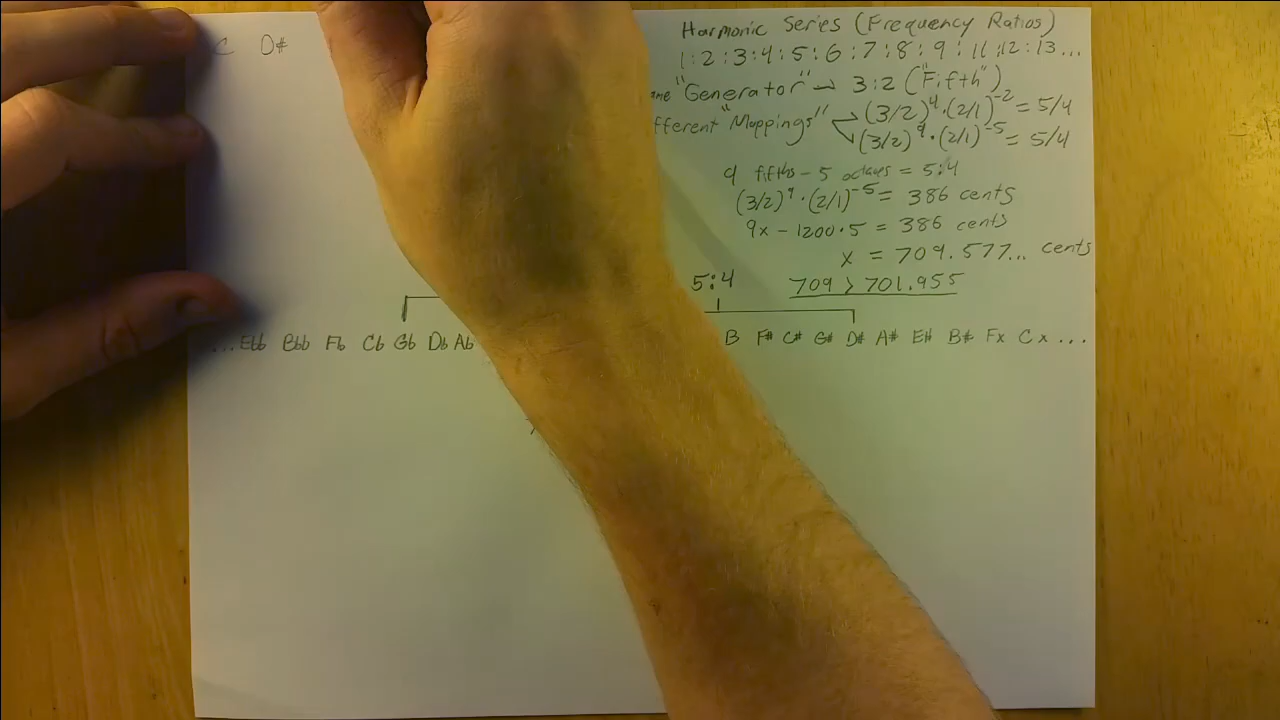 C D#
Harmonic Series (Frequency Ratios)
1:2:3:4:5:6:7:8:9:11:12:13...
"Generator" → 3:2 ("Fifth")
"Mappings" (3/2)^4·(2/1)^-2 = 5/4
(3/2)^9·(2/1)^-5 = 5/4
9 fifths - 5 octaves = 5:4
(3/2)^9·(2/1)^-5 = 386 cents
9x - 1200·5 = 386 cents
x = 709.577... cents
5:4 709 > 701.955
...Ebb Bbb Fb Cb Gb Db Ab B F# C# G# D# A# E# B# Fx Cx ...